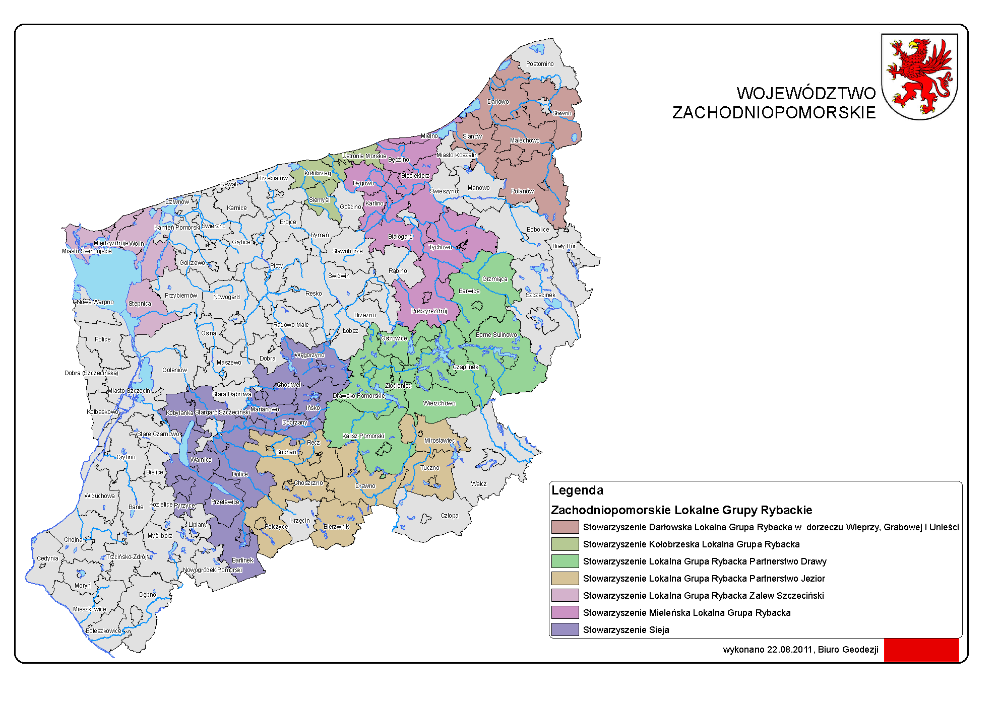 WOJEWÓDZTWO
ZACHODNIOPOMORSKIE
Postomino
Darłowo
Sławno
Mielno
Sianów
Malechowo
Miasto Koszalin
Ustronie Morskie
Będzino
Kołobrzeg
Biesiekierz
Trzebiatów
Rewal
Dygowo
Świeszyno
Manowo
Polanów
Dziwnów
Karnice
Siemyśl
Gościno
Karlino
Kamień Pomorski
Świerzno
Brojce
Rymań
Białogard
Bobolice
Międzyzdroje
Wolin
Miasto Świnoujście
Gryfice
Sławoborze
Tychowo
Biały Bór
Golczewo
Płoty
Świdwin
Rąbino
Grzmiąca
Nowe Warpno
Stepnica
Przybiernów
Nowogard
Resko
Barwice
Szczecinek
Brzeżno
Połczyn-Zdrój
Radowo Małe
Łobez
Police
Osina
Ostrowice
Borne Sulinowo
Dobra
Węgorzyno
Maszewo
Goleniów
Dobra (Szczecińska)
Czaplinek
Miasto Szczecin
Stara Dąbrowa
Chociwel
Złocieniec
Drawsko Pomorskie
Wierzchowo
Kołbaskowo
Kobylanka
Stargard Szczeciński
Marianowo
Ińsko
Dobrzany
Stare Czarnowo
Kalisz Pomorski
Mirosławiec
Recz
Suchań
Gryfino
Warnice
Bielice
Dolice
Tuczno
Choszczno
Drawno
Wałcz
Widuchowa
Banie
Kozielice
Pyrzyce
Przelewice
Człopa
Krzęcin
Lipiany
Pełczyce
Bierzwnik
Myślibórz
Chojna
Cedynia
Trzcińsko-Zdrój
Barlinek
Nowogródek Pomorski
Moryń
Dębno
Mieszkowice
Boleszkowice
Legenda
Zachodniopomorskie Lokalne Grupy Rybackie
Stowarzyszenie Darłowska Lokalna Grupa Rybacka w dorzeczu Wieprzy, Grabowej i Unieści
Stowarzyszenie Kołobrzeska Lokalna Grupa Rybacka
Stowarzyszenie Lokalna Grupa Rybacka Partnerstwo Drawy
Stowarzyszenie Lokalna Grupa Rybacka Partnerstwo Jezior
Stowarzyszenie Lokalna Grupa Rybacka Zalew Szczeciński
Stowarzyszenie Mieleńska Lokalna Grupa Rybacka
Stowarzyszenie Sieja
wykonano 22.08.2011, Biuro Geodezji